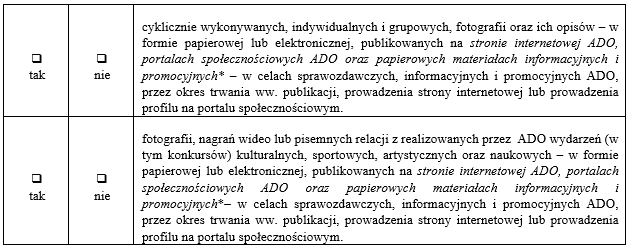 cyklicznie wykonywanych, indywidualnych i grupowych, fotografii oraz ich opisów – w
formie papierowej lub elektronicznej, publikowanych na stronie internetowej ADO,
portalach społecznościowych ADO oraz papierowych materiałach informacyjnych i
❑ tak ❑ nie promocyjnych* – w celach sprawozdawczych, informacyjnych i promocyjnych ADO,
przez okres trwania ww. publikacji, prowadzenia strony internetowej lub prowadzenia
profilu na portalu społecznościowym.
fotografii, nagrań wideo lub pisemnych relacji z realizowanych przez ADO wydarzeń (w
tym konkursów) kulturalnych, sportowych, artystycznych oraz naukowych – w formie
papierowej lub elektronicznej, publikowanych na stronie internetowej ADO, portalach
❑ tak ❑ nie społecznościowych ADO oraz papierowych materiałach informacyjnych i
promocyjnych*– w celach sprawozdawczych, informacyjnych i promocyjnych ADO,
przez okres trwania ww. publikacji, prowadzenia strony internetowej lub prowadzenia
profilu na portalu społecznościowym.